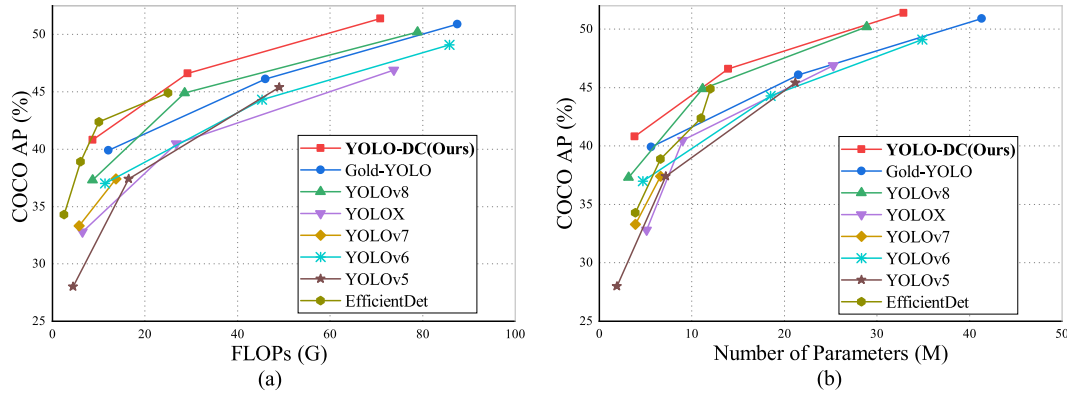 50
45
40
35
30
25
COCO AP (%)
0
20
40
60
80
100
FLOPs (G)
YOLO-DC(Ours)
Gold-YOLO
YOLOv8
YOLOX
YOLOv7
YOLOv6
YOLOv5
EfficientDet
(a)
50
45
40
35
30
25
COCO AP (%)
0
10
20
30
40
50
Number of Parameters (M)
YOLO-DC(Ours)
Gold-YOLO
YOLOv8
YOLOX
YOLOv7
YOLOv6
YOLOv5
EfficientDet
(b)